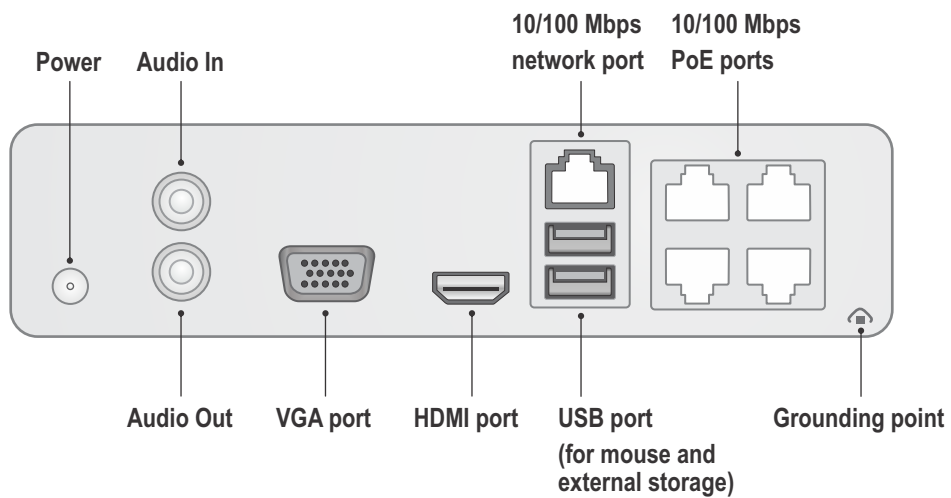 10/100 Mbps
network port
10/100 Mbps
PoE ports
Power
Audio In
Audio Out
VGA port
HDMI port
USB port
(for mouse and
external storage)
Grounding point